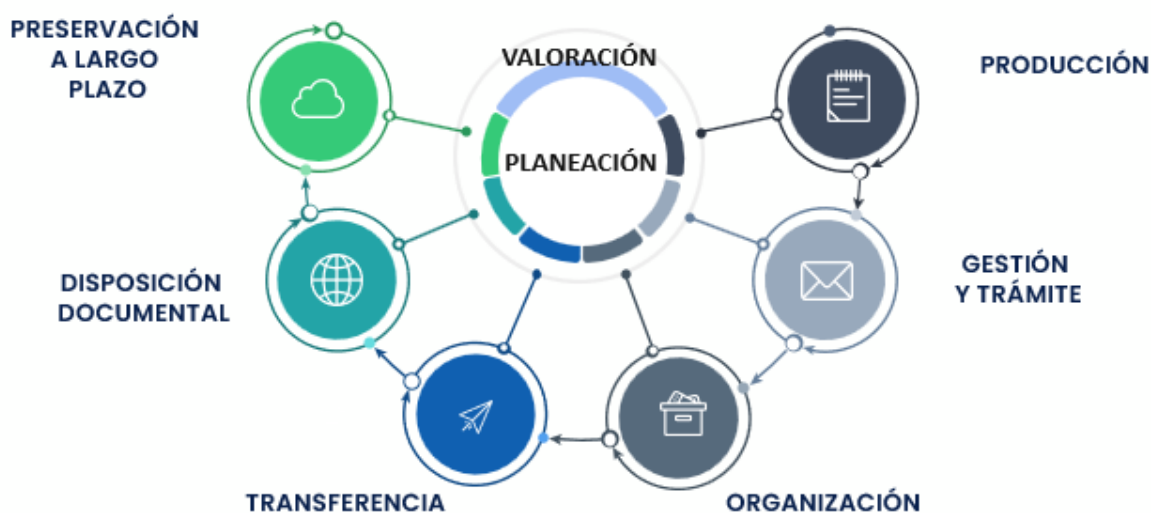 PRESERVACIÓN
A LARGO
PLAZO
VALORACIÓN
PRODUCCIÓN
PLANEACIÓN
DISPOSICIÓN
DOCUMENTAL
GESTIÓN
Y TRÁMITE
TRANSFERENCIA
ORGANIZACIÓN